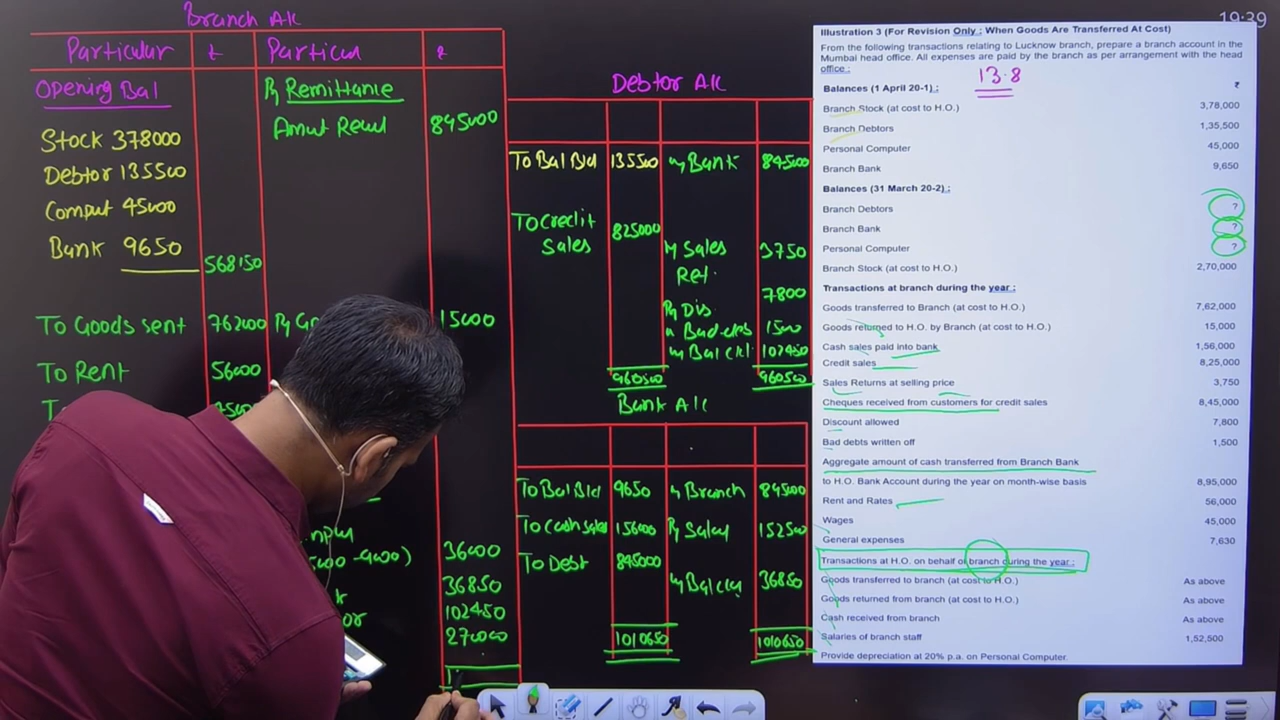 19:39
Branch A/c
Particular ₹ Particul ₹
Opening Bal
Stock 378000
Debtor 135500
Comput 45000
Bank 9650
568150
To Goods sent 762000
To Rent 56000
By Remittance
Amut Recul 845000
15000
36000
36850
102450
270000
Debtor A/c
To Bal B/d 135500 By Bank 845000
To credit Sales 825000
By Sales Ret. 3750
7800
By Dis.
" Bad debts 1500
By Bal c/d 102450
960500 960500
Bank A/c
To Bal B/d 9650 By Branch 845000
To Cash sales 156000 By Salary 152500
To Debt 845000
By Bal c/d 36850
1010650 1010650
Illustration 3 (For Revision Only : When Goods Are Transferred At Cost)
From the following transactions relating to Lucknow branch, prepare a branch account in the
Mumbai head office. All expenses are paid by the branch as per arrangement with the head
office :
13.8
Balances (1 April 20-1) : ₹
Branch Stock (at cost to H.O.) 3,78,000
Branch Debtors 1,35,500
Personal Computer 45,000
Branch Bank 9,650
Balances (31 March 20-2) :
Branch Debtors ?
Branch Bank ?
Personal Computer ?
Branch Stock (at cost to H.O.) 2,70,000
Transactions at branch during the year :
Goods transferred to Branch (at cost to H.O.) 7,62,000
Goods returned to H.O. by Branch (at cost to H.O.) 15,000
Cash sales paid into bank 1,56,000
Credit sales 8,25,000
Sales Returns at selling price 3,750
Cheques received from customers for credit sales 8,45,000
Discount allowed 7,800
Bad debts written off 1,500
Aggregate amount of cash transferred from Branch Bank
to H.O. Bank Account during the year on month-wise basis 8,95,000
Rent and Rates 56,000
Wages 45,000
General expenses 7,630
Transactions at H.O. on behalf of branch during the year :
Goods transferred to branch (at cost to H.O.) As above
Goods returned from branch (at cost to H.O.) As above
Cash received from branch As above
Salaries of branch staff 1,52,500
Provide depreciation at 20% p.a. on Personal Computer.